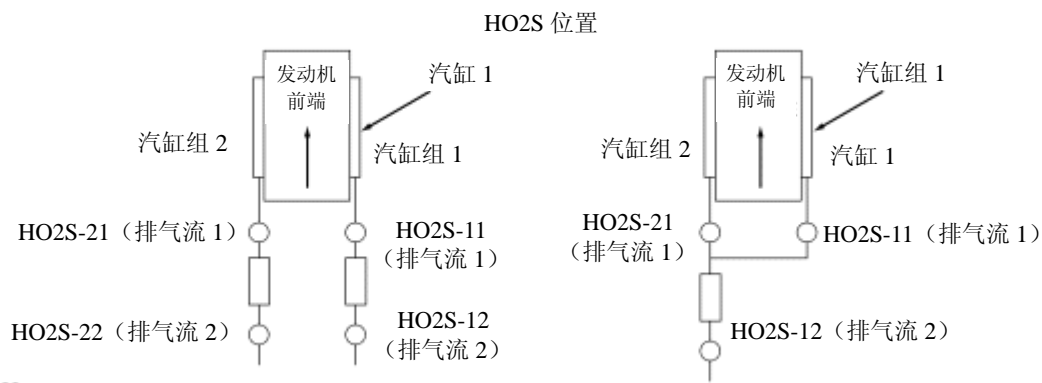 HO2S 位置
发动机
前端
汽缸 1
汽缸组 2
汽缸组 1
HO2S-21（排气流 1）
HO2S-11
（排气流 1）
HO2S-22（排气流 2）
HO2S-12
（排气流 2）
发动机
前端
汽缸组 1
汽缸组 2
汽缸 1
HO2S-21
（排气流 1）
HO2S-11（排气流 1）
HO2S-12（排气流 2）